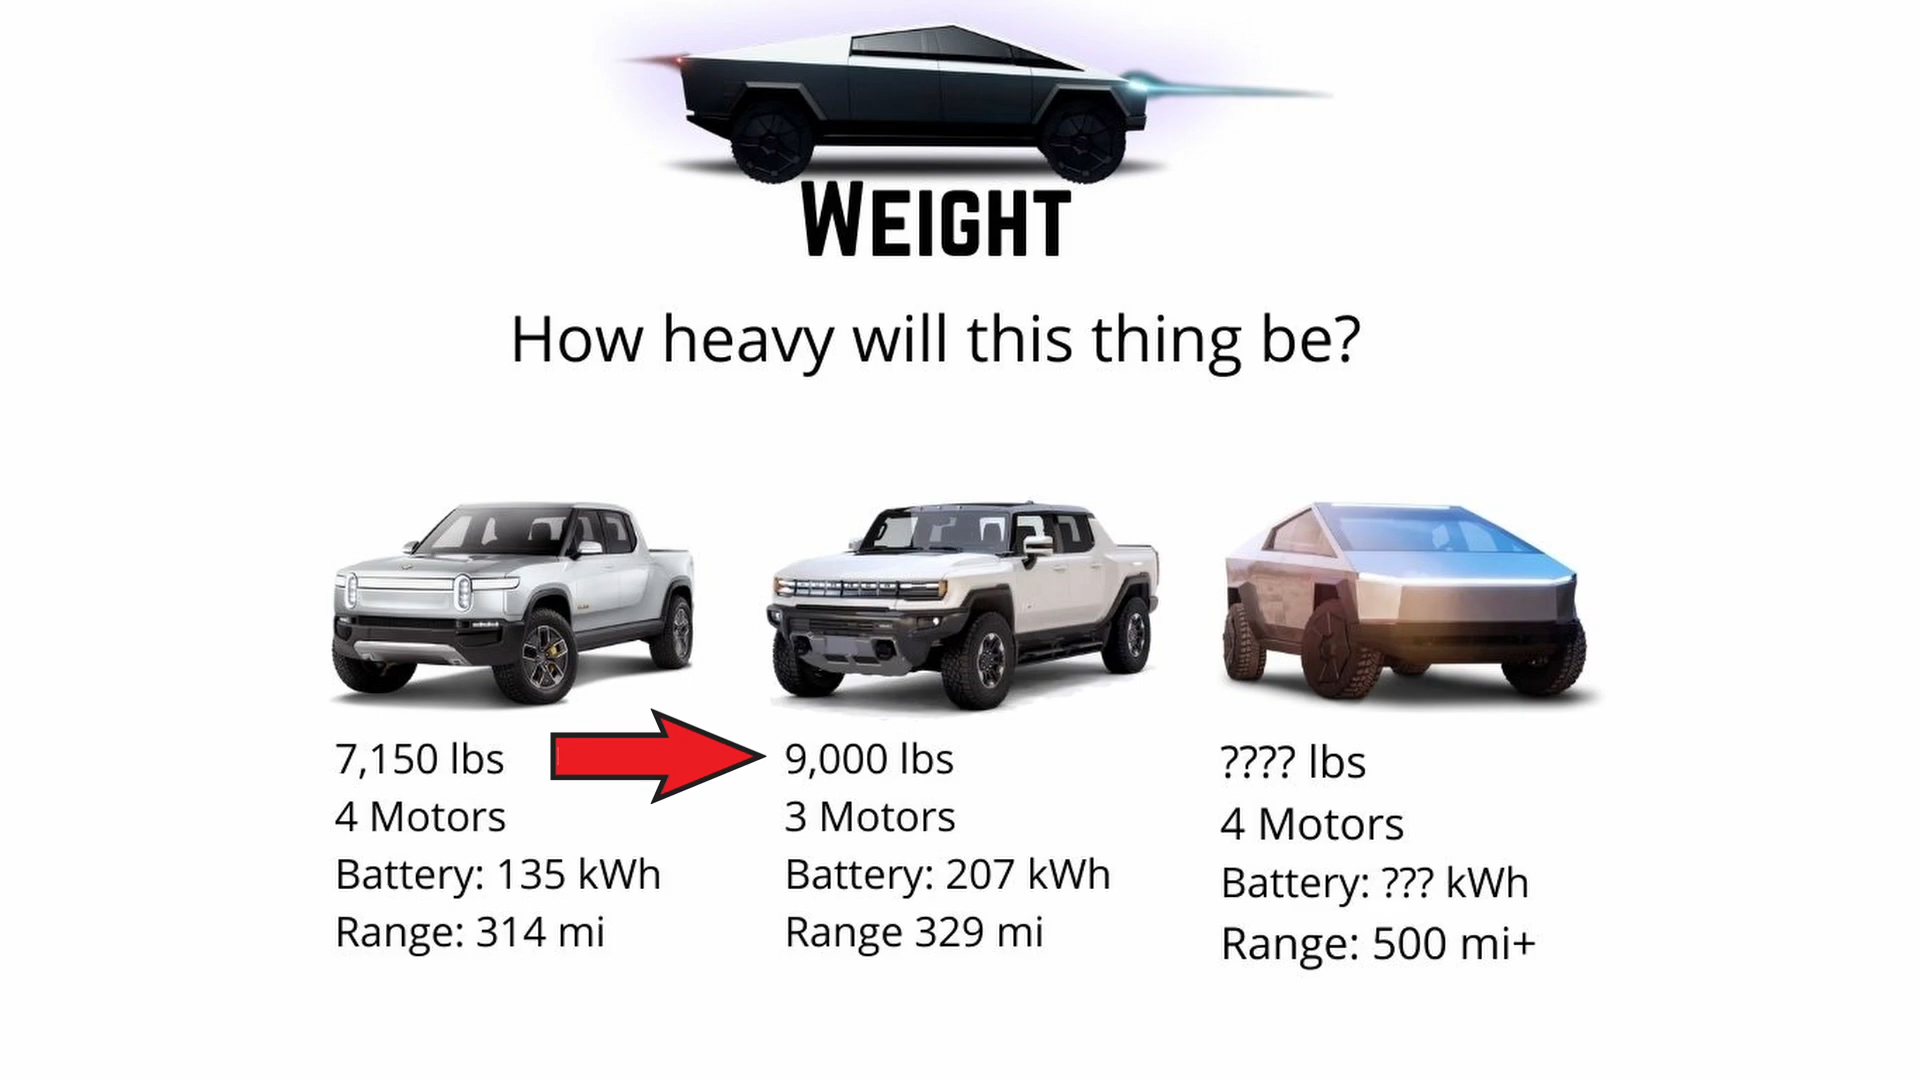 WEIGHT
How heavy will this thing be?
7,150 lbs
4 Motors
Battery: 135 kWh
Range: 314 mi
9,000 lbs
3 Motors
Battery: 207 kWh
Range 329 mi
???? lbs
4 Motors
Battery: ??? kWh
Range: 500 mi+